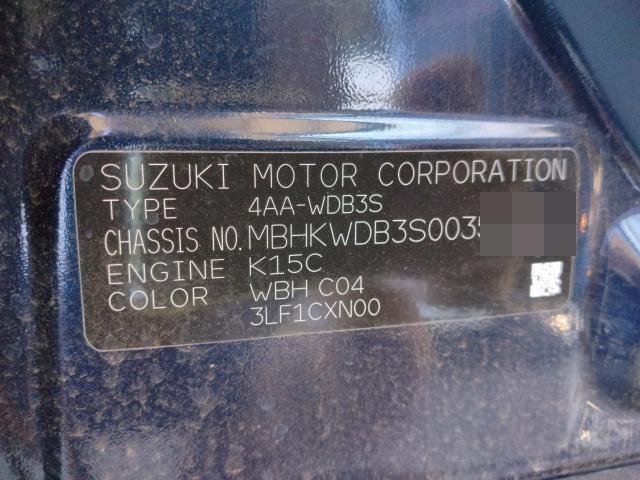 SUZUKI MOTOR CORPORATION
TYPE 4AA-WDB3S
CHASSIS NO. MBHKWDB3S0035
ENGINE K15C
COLOR WBH C04
3LF1CXN00